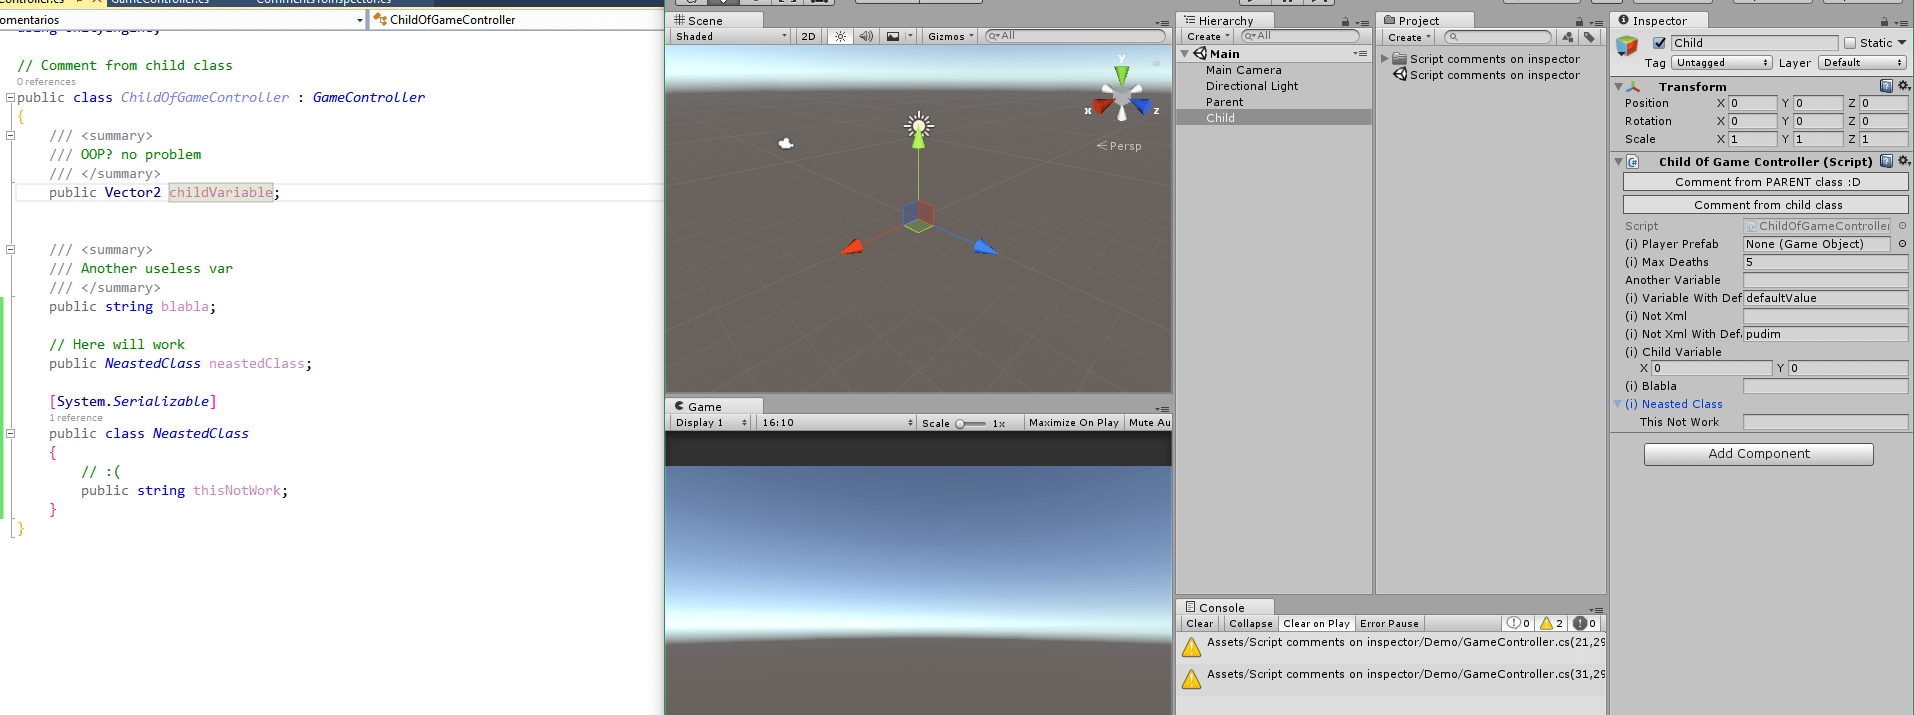 ChildOfGameController
// Comment from child class
0 references
public class ChildOfGameController : GameController
{
/// <summary>
/// OOP? no problem
/// </summary>
public Vector2 childVariable;
/// <summary>
/// Another useless var
/// </summary>
public string blabla;
// Here will work
public NeastedClass neastedClass;
[System.Serializable]
1 reference
public class NeastedClass
{
// :(
public string thisNotWork;
}
}
Scene
Shaded 2D Gizmos All
y
x z
Persp
Game
Display 1 16:10 Scale 1x Maximize On Play Mute Au
Hierarchy
Create All
Main
Main Camera
Directional Light
Parent
Child
Project
Create
Script comments on inspector
Script comments on inspector
Console
Clear Collapse Clear on Play Error Pause 0 2 0
Assets/Script comments on inspector/Demo/GameController.cs(21,29
Assets/Script comments on inspector/Demo/GameController.cs(31,29
Inspector
Child Static
Tag Untagged Layer Default
Transform
Position X 0 Y 0 Z 0
Rotation X 0 Y 0 Z 0
Scale X 1 Y 1 Z 1
Child Of Game Controller (Script)
Comment from PARENT class :D
Comment from child class
Script ChildOfGameController
(i) Player Prefab None (Game Object)
(i) Max Deaths 5
Another Variable
(i) Variable With Def defaultValue
(i) Not Xml
(i) Not Xml With Def. pudim
(i) Child Variable
X 0 Y 0
(i) Blabla
(i) Neasted Class
This Not Work
Add Component